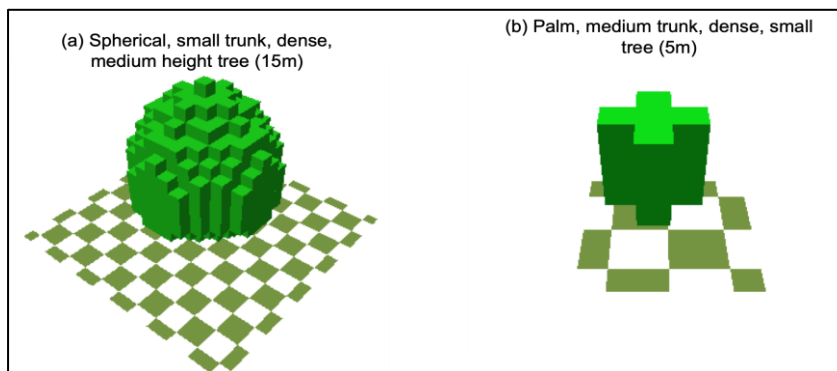 (a) Spherical, small trunk, dense,
medium height tree (15m)
(b) Palm, medium trunk, dense, small
tree (5m)